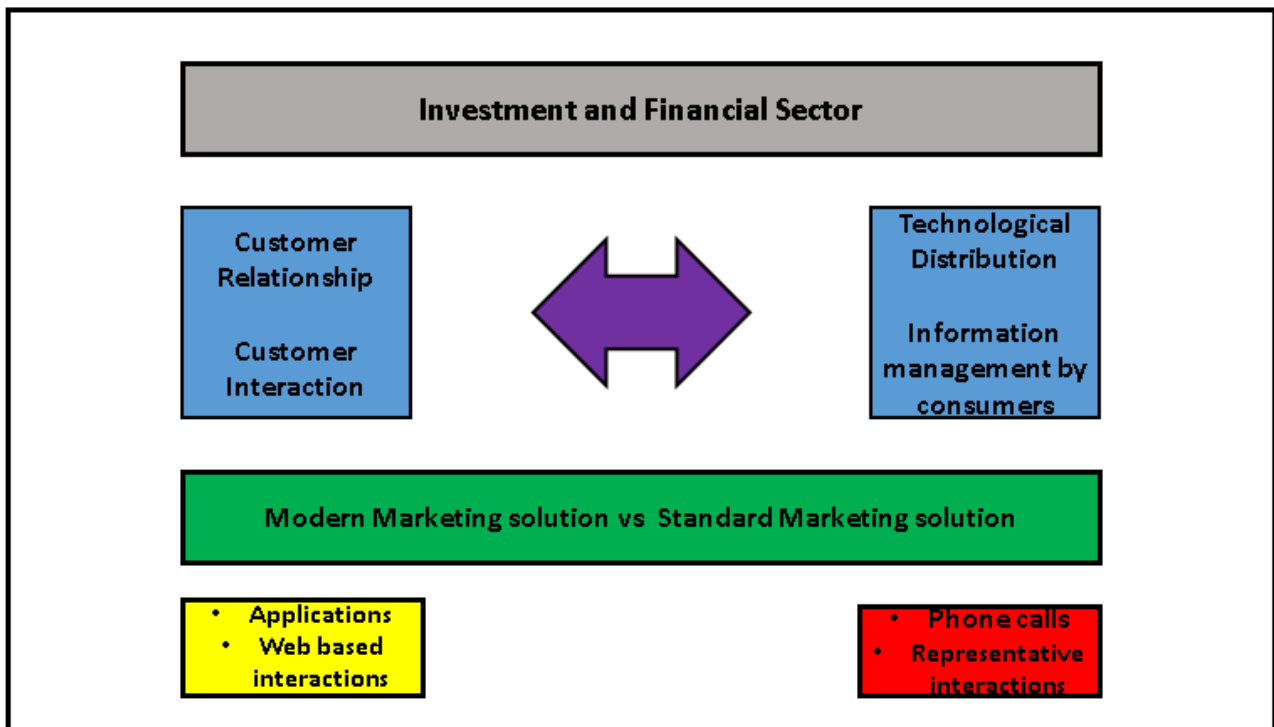 Investment and Financial Sector
Customer
Relationship
Customer
Interaction
Technological
Distribution
Information
management by
consumers
Modern Marketing solution vs Standard Marketing solution
• Applications
• Web based
interactions
• Phone calls
• Representative
interactions